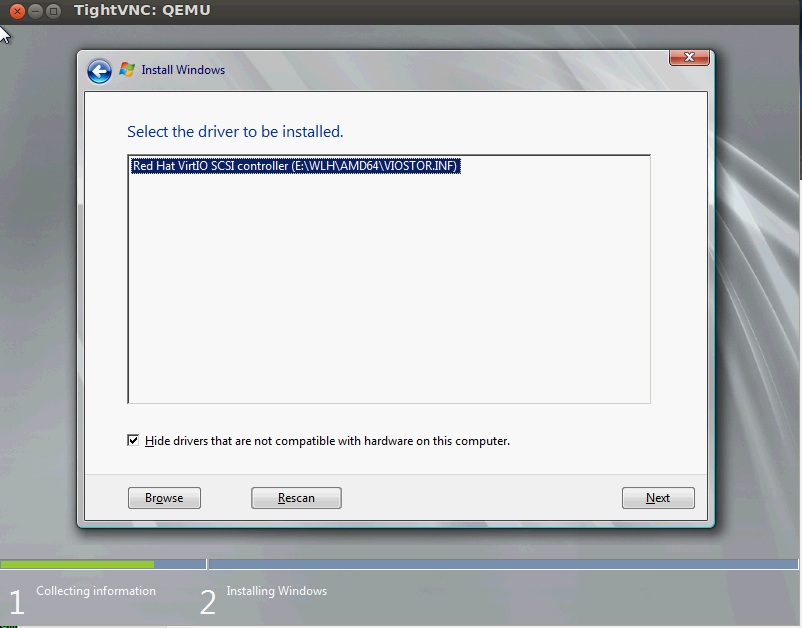 TightVNC: QEMU
Install Windows
Select the driver to be installed.
Red Hat VirtIO SCSI controller (E:\WLH\AMD64\VIOSTOR.INF)
Hide drivers that are not compatible with hardware on this computer.
Browse Rescan Next
1 Collecting information 2 Installing Windows